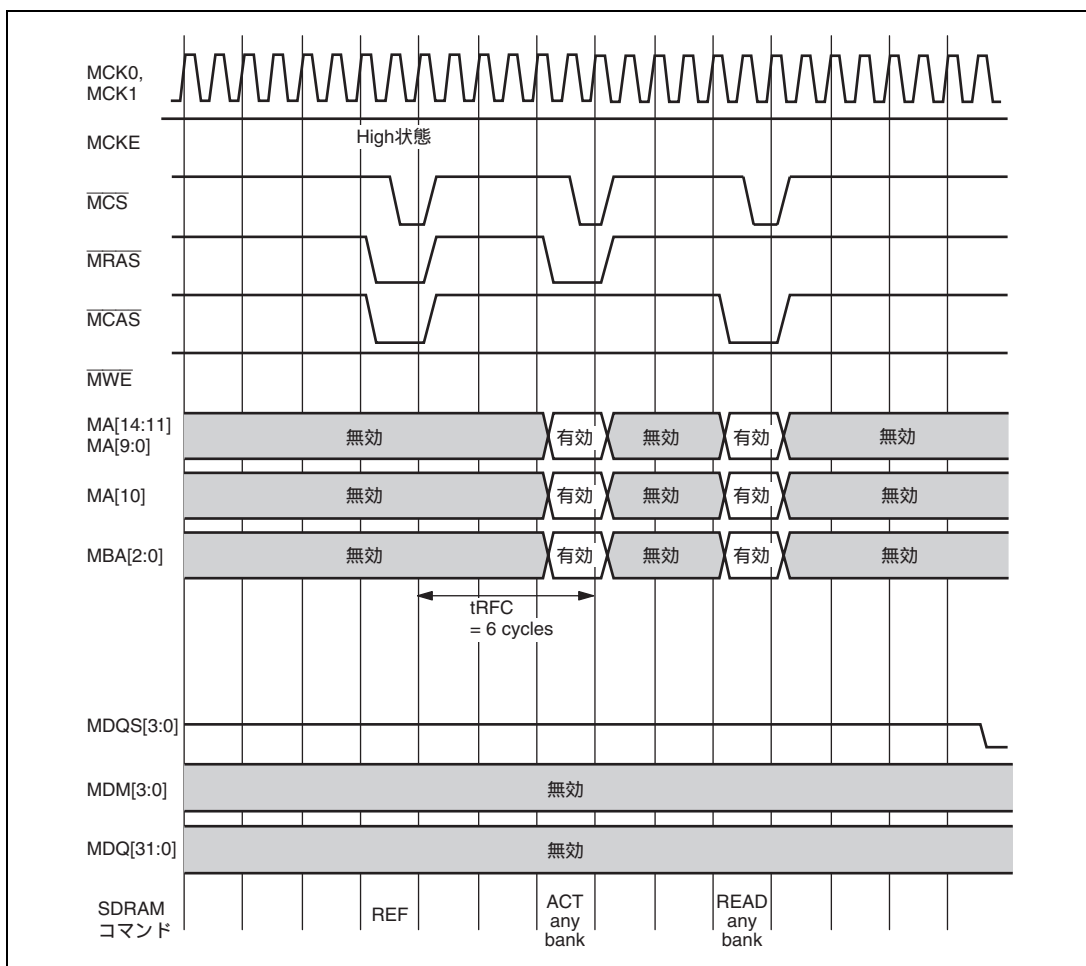 MCK0,
MCK1
MCKE
High状態
MCS
MRAS
MCAS
MWE
MA[14:11]
MA[9:0]
無効 有効 無効 有効 無効
MA[10]
無効 有効 無効 有効 無効
MBA[2:0]
無効 有効 無効 有効 無効
tRFC
= 6 cycles
MDQS[3:0]
MDM[3:0]
無効
MDQ[31:0]
無効
SDRAM
コマンド
REF
ACT
any
bank
READ
any
bank